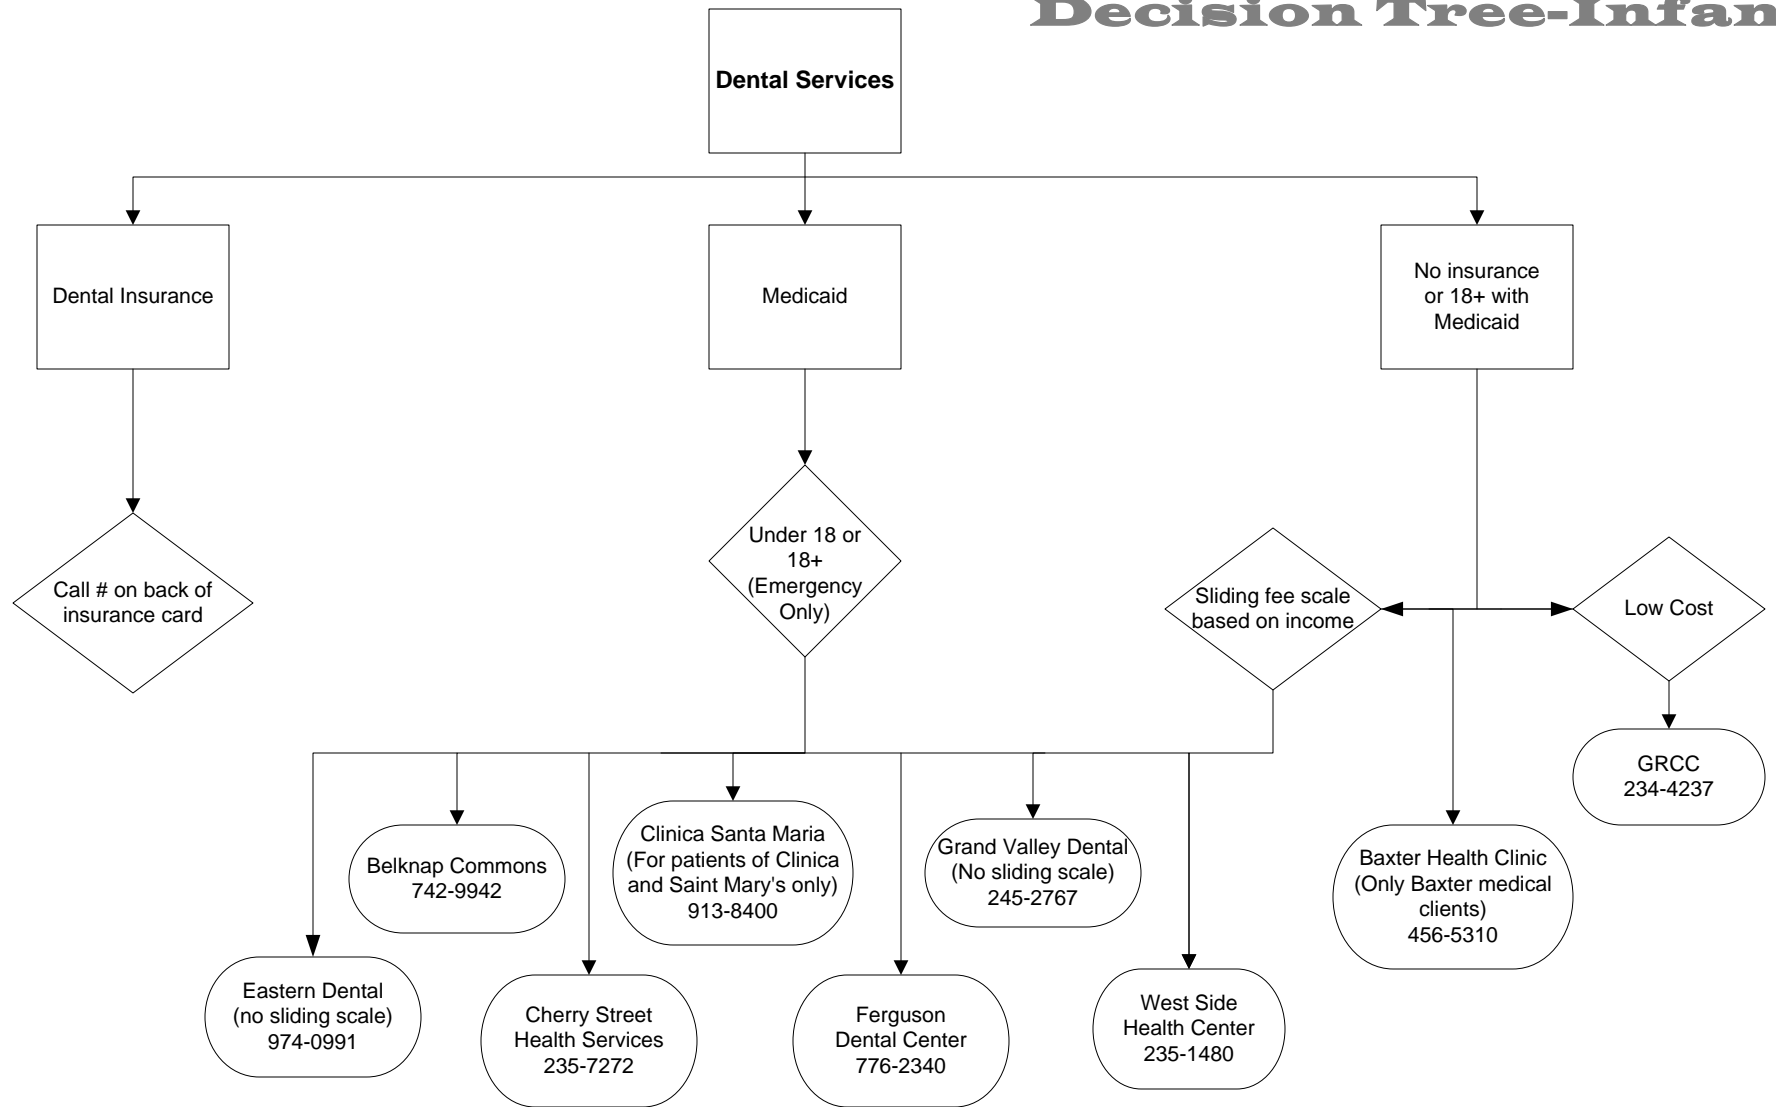 Decision Tree-Infan
Dental Services
Dental Insurance
Medicaid
No insurance
or 18+ with
Medicaid
Call # on back of
insurance card
Under 18 or
18+
(Emergency
Only)
Sliding fee scale
based on income
Low Cost
GRCC
234-4237
Belknap Commons
742-9942
Clinica Santa Maria
(For patients of Clinica
and Saint Mary's only)
913-8400
Grand Valley Dental
(No sliding scale)
245-2767
Baxter Health Clinic
(Only Baxter medical
clients)
456-5310
Eastern Dental
(no sliding scale)
974-0991
Cherry Street
Health Services
235-7272
Ferguson
Dental Center
776-2340
West Side
Health Center
235-1480